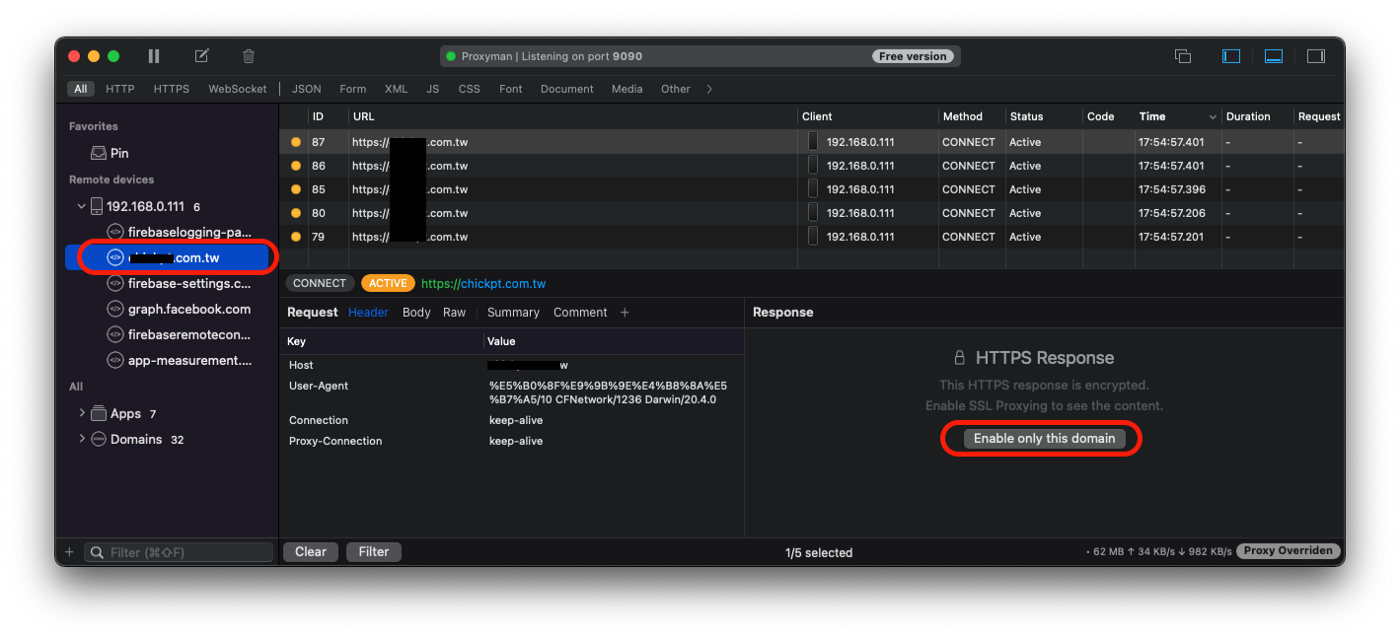 Proxyman | Listening on port 9090 Free version
All HTTP HTTPS WebSocket JSON Form XML JS CSS Font Document Media Other
Favorites
Pin
Remote devices
192.168.0.111 6
firebaselogging-pa...
.com.tw
firebase-settings.c...
graph.facebook.com
firebaseremotecon...
app-measurement....
All
Apps 7
Domains 32
Filter (⌘⇧F)
ID URL Client Method Status Code Time Duration Request
87 https:// .com.tw 192.168.0.111 CONNECT Active 17:54:57.401 - -
86 https:// .com.tw 192.168.0.111 CONNECT Active 17:54:57.401 - -
85 https:// .com.tw 192.168.0.111 CONNECT Active 17:54:57.396 - -
80 https:// .com.tw 192.168.0.111 CONNECT Active 17:54:57.206 - -
79 https:// .com.tw 192.168.0.111 CONNECT Active 17:54:57.201 - -
CONNECT ACTIVE https://chickpt.com.tw
Request Header Body Raw Summary Comment +
Key Value
Host w
User-Agent %E5%B0%8F%E9%9B%9E%E4%B8%8A%E5
%B7%A5/10 CFNetwork/1236 Darwin/20.4.0
Connection keep-alive
Proxy-Connection keep-alive
Response
HTTPS Response
This HTTPS response is encrypted.
Enable SSL Proxying to see the content.
Enable only this domain
Clear Filter 1/5 selected • 62 MB ↑ 34 KB/s ↓ 982 KB/s Proxy Overriden